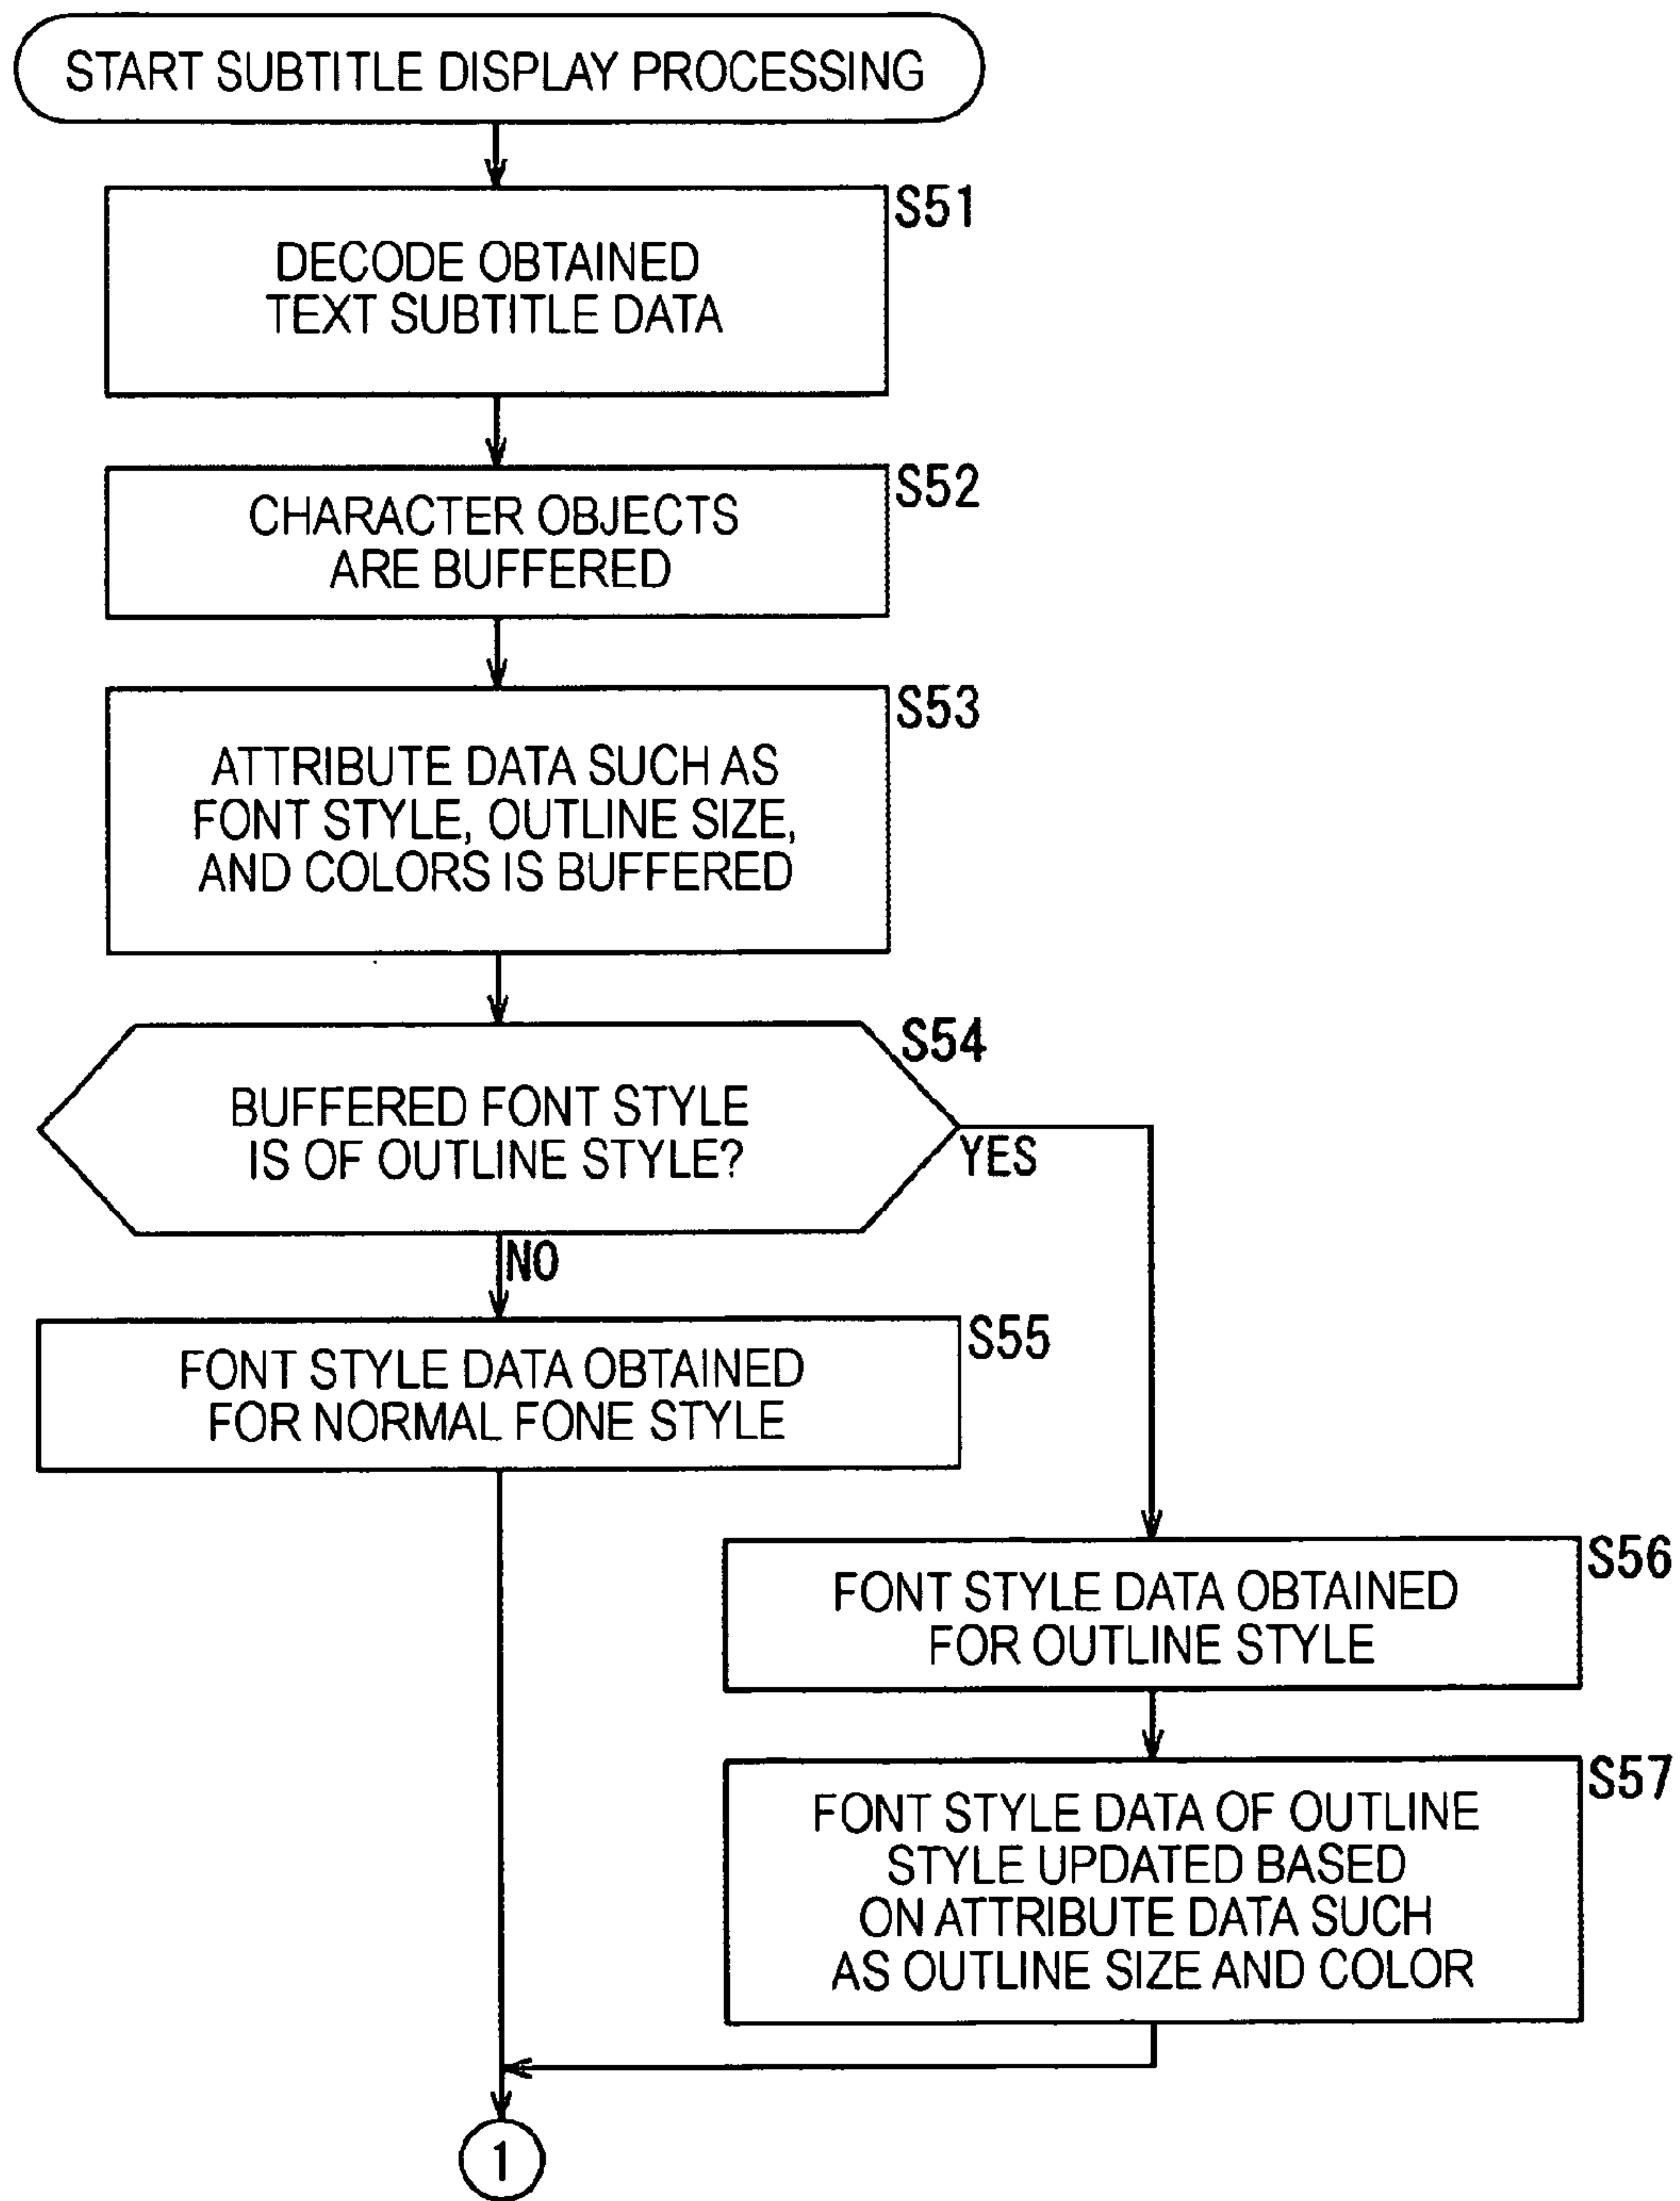 START SUBTITLE DISPLAY PROCESSING
S51
DECODE OBTAINED
TEXT SUBTITLE DATA
S52
CHARACTER OBJECTS
ARE BUFFERED
S53
ATTRIBUTE DATA SUCH AS
FONT STYLE, OUTLINE SIZE,
AND COLORS IS BUFFERED
S54
BUFFERED FONT STYLE
IS OF OUTLINE STYLE?
YES
NO
S55
FONT STYLE DATA OBTAINED
FOR NORMAL FONE STYLE
S56
FONT STYLE DATA OBTAINED
FOR OUTLINE STYLE
S57
FONT STYLE DATA OF OUTLINE
STYLE UPDATED BASED
ON ATTRIBUTE DATA SUCH
AS OUTLINE SIZE AND COLOR
1